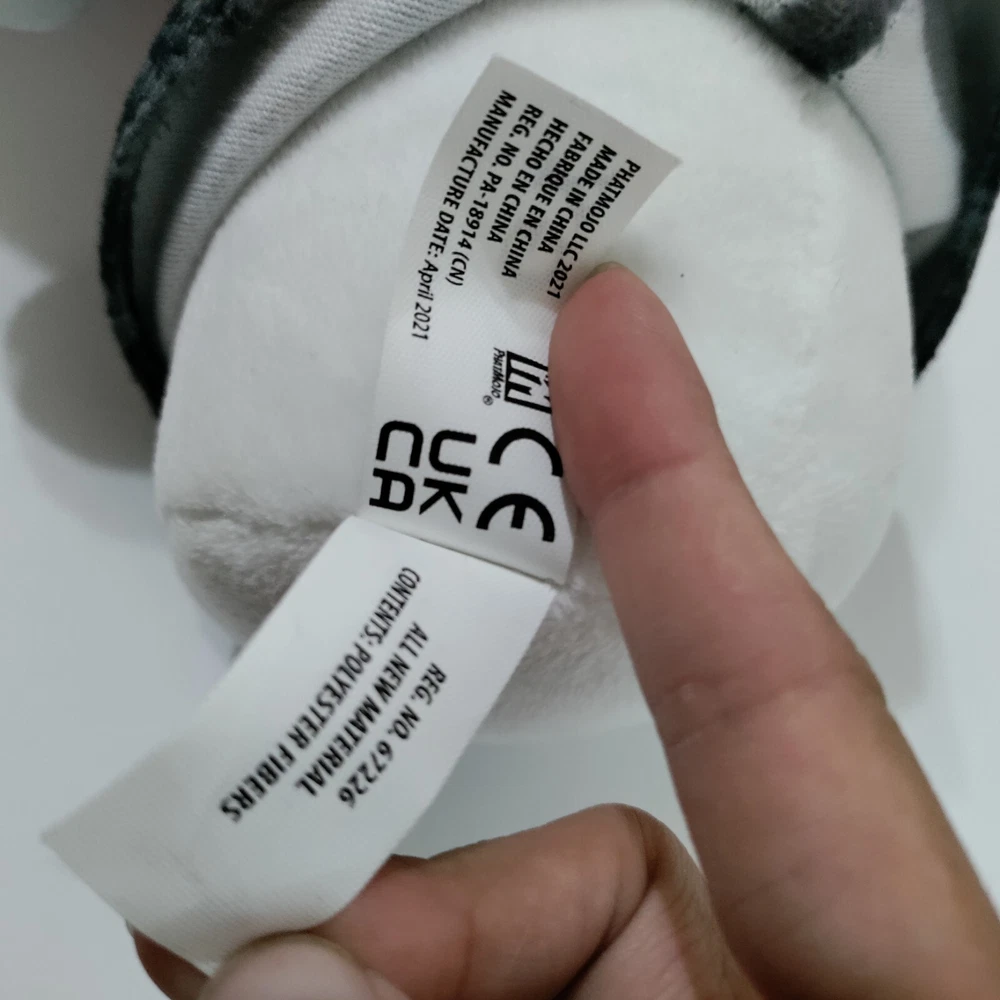 PHATMOJO LLC 2021
MADE IN CHINA
FABRIQUE EN CHINA
HECHO EN CHINA
REG. NO. PA-18914 (CN)
MANUFACTURE DATE: April 2021
PHATMOJO®
CE
UK
CA
REG. NO. 67226
ALL NEW MATERIAL
CONTENTS: POLYESTER FIBERS